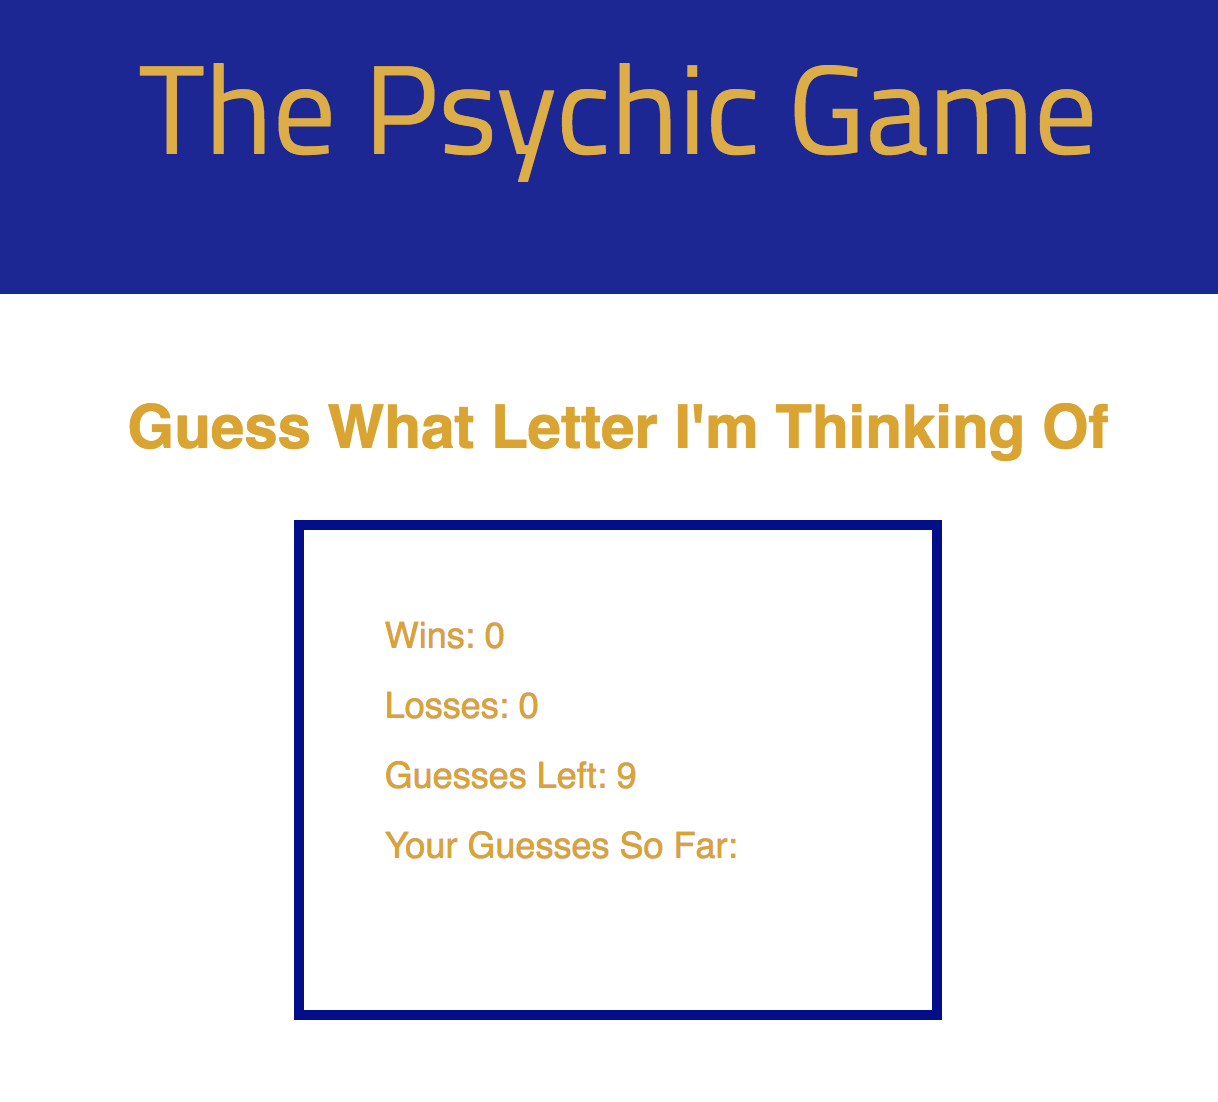 The Psychic Game
Guess What Letter I'm Thinking Of
Wins: 0
Losses: 0
Guesses Left: 9
Your Guesses So Far: